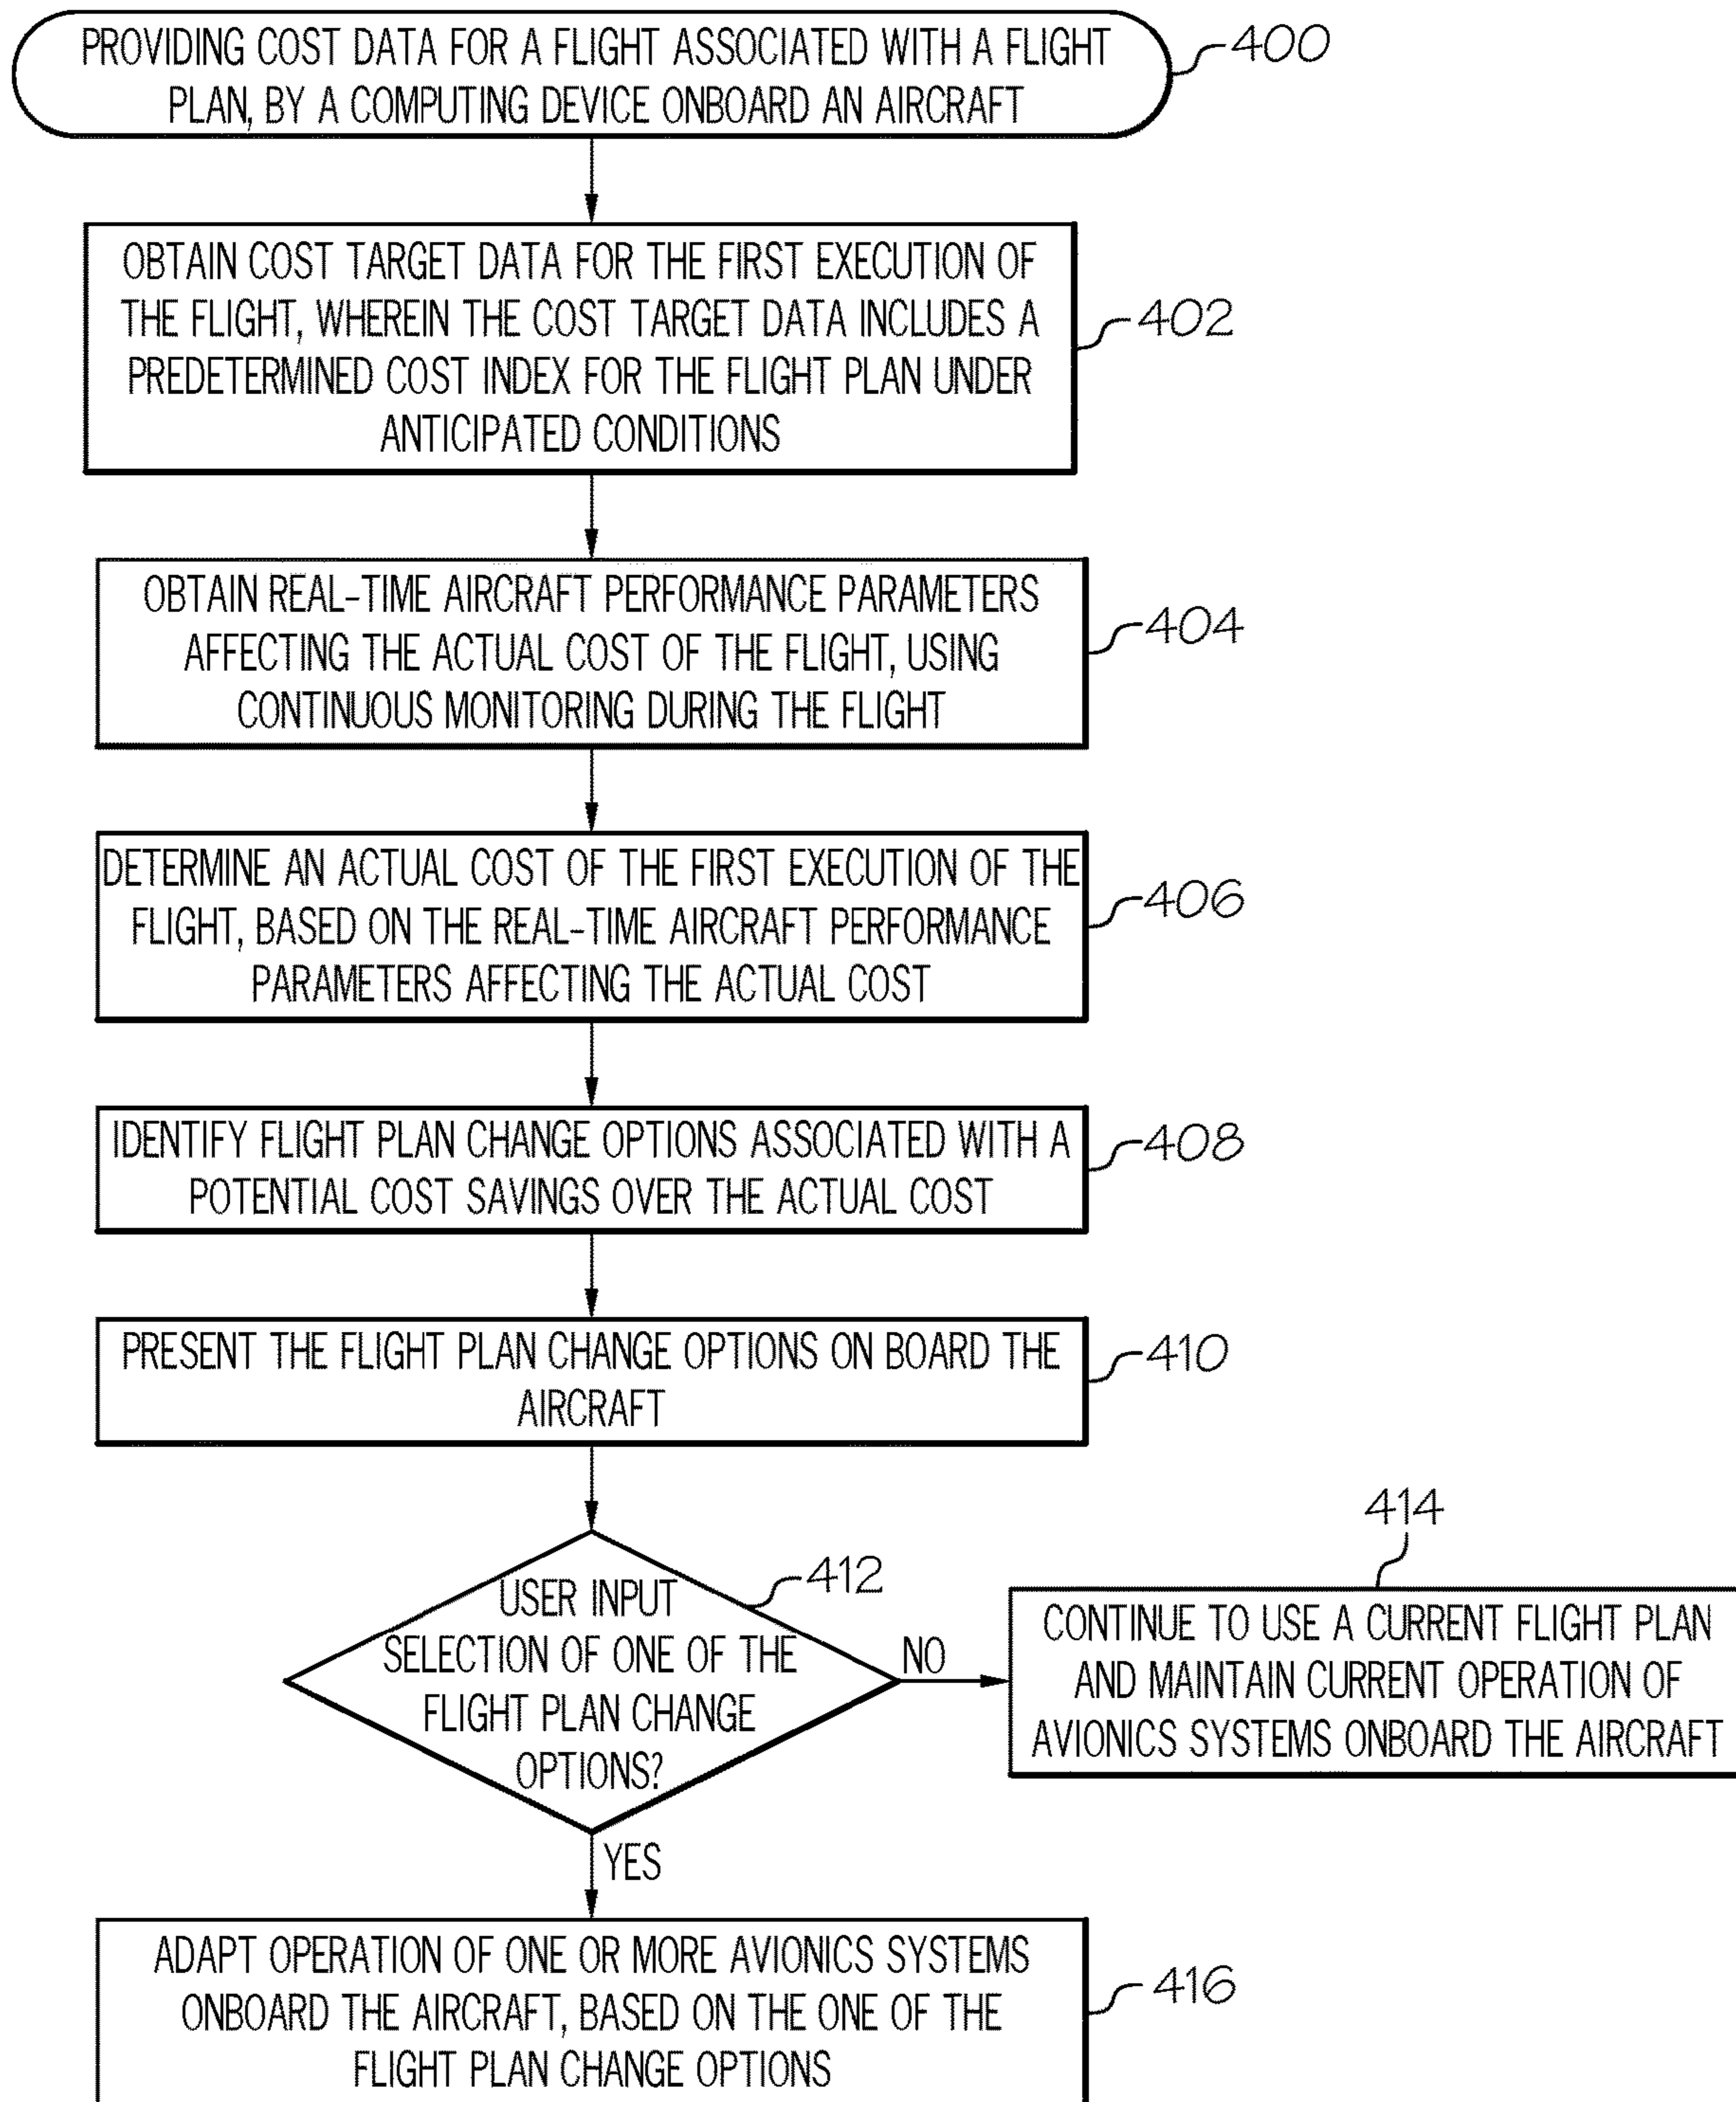 PROVIDING COST DATA FOR A FLIGHT ASSOCIATED WITH A FLIGHT
PLAN, BY A COMPUTING DEVICE ONBOARD AN AIRCRAFT
400
OBTAIN COST TARGET DATA FOR THE FIRST EXECUTION OF
THE FLIGHT, WHEREIN THE COST TARGET DATA INCLUDES A
PREDETERMINED COST INDEX FOR THE FLIGHT PLAN UNDER
ANTICIPATED CONDITIONS
402
OBTAIN REAL-TIME AIRCRAFT PERFORMANCE PARAMETERS
AFFECTING THE ACTUAL COST OF THE FLIGHT, USING
CONTINUOUS MONITORING DURING THE FLIGHT
404
DETERMINE AN ACTUAL COST OF THE FIRST EXECUTION OF THE
FLIGHT, BASED ON THE REAL-TIME AIRCRAFT PERFORMANCE
PARAMETERS AFFECTING THE ACTUAL COST
406
IDENTIFY FLIGHT PLAN CHANGE OPTIONS ASSOCIATED WITH A
POTENTIAL COST SAVINGS OVER THE ACTUAL COST
408
PRESENT THE FLIGHT PLAN CHANGE OPTIONS ON BOARD THE
AIRCRAFT
410
USER INPUT
SELECTION OF ONE OF THE
FLIGHT PLAN CHANGE
OPTIONS?
412
NO
414
CONTINUE TO USE A CURRENT FLIGHT PLAN
AND MAINTAIN CURRENT OPERATION OF
AVIONICS SYSTEMS ONBOARD THE AIRCRAFT
YES
ADAPT OPERATION OF ONE OR MORE AVIONICS SYSTEMS
ONBOARD THE AIRCRAFT, BASED ON THE ONE OF THE
FLIGHT PLAN CHANGE OPTIONS
416